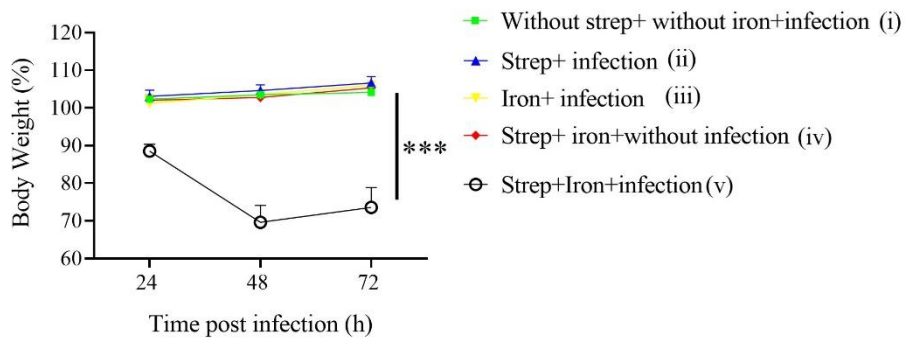 Body Weight (%)
120
110
100
90
80
70
60
24
48
72
Time post infection (h)
***
Without strep+ without iron+infection (i)
Strep+ infection (ii)
Iron+ infection (iii)
Strep+ iron+without infection (iv)
Strep+Iron+infection(v)